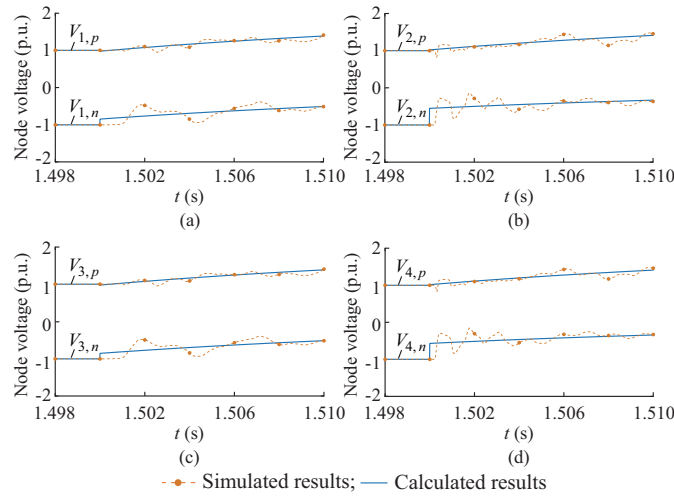 Node voltage (p.u.)
2
1
0
-1
-2
V1, p
V1, n
1.498
1.502
1.506
1.510
t (s)
(a)
Node voltage (p.u.)
2
1
0
-1
-2
V2, p
V2, n
1.498
1.502
1.506
1.510
t (s)
(b)
Node voltage (p.u.)
2
1
0
-1
-2
V3, p
V3, n
1.498
1.502
1.506
1.510
t (s)
(c)
Node voltage (p.u.)
2
1
0
-1
-2
V4, p
V4, n
1.498
1.502
1.506
1.510
t (s)
(d)
Simulated results; Calculated results